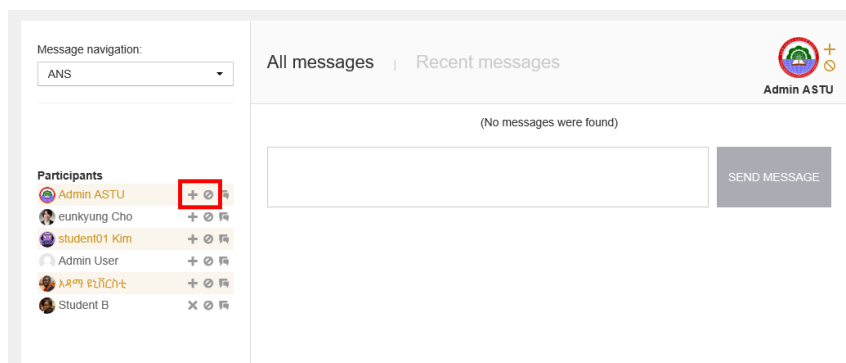 Message navigation:
ANS
Participants
Admin ASTU
eunkyung Cho
student01 Kim
Admin User
አዳማ ዩኒቨርስቲ
Student B
All messages | Recent messages
Admin ASTU
(No messages were found)
SEND MESSAGE